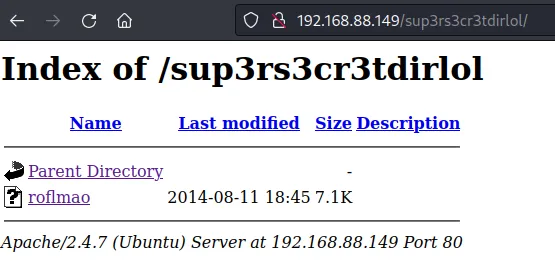 192.168.88.149/sup3rs3cr3tdirlol/
Index of /sup3rs3cr3tdirlol
Name Last modified Size Description
Parent Directory -
roflmao 2014-08-11 18:45 7.1K
Apache/2.4.7 (Ubuntu) Server at 192.168.88.149 Port 80